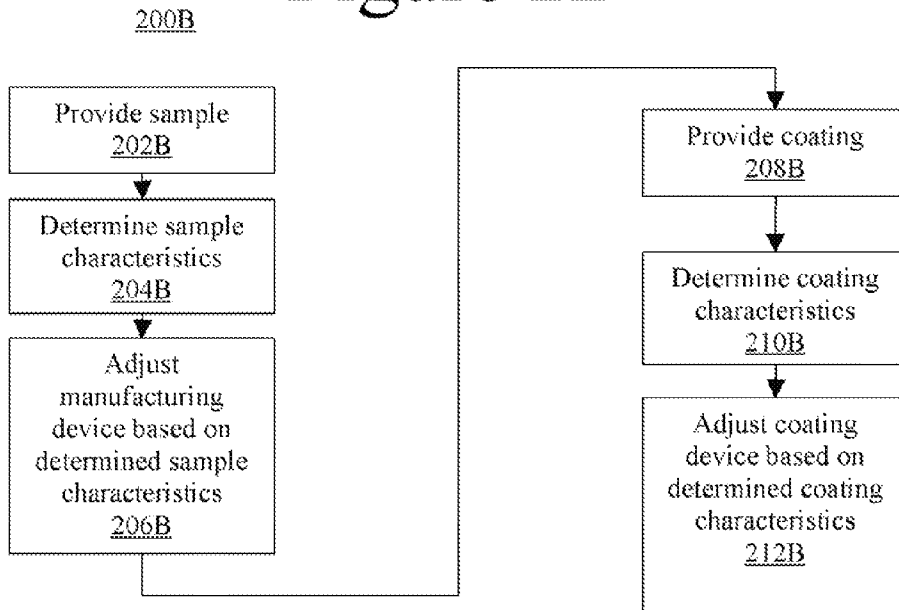 200B
Provide sample
202B
Determine sample
characteristics
204B
Adjust
manufacturing
device based on
determined sample
characteristics
206B
Provide coating
208B
Determine coating
characteristics
210B
Adjust coating
device based on
determined coating
characteristics
212B